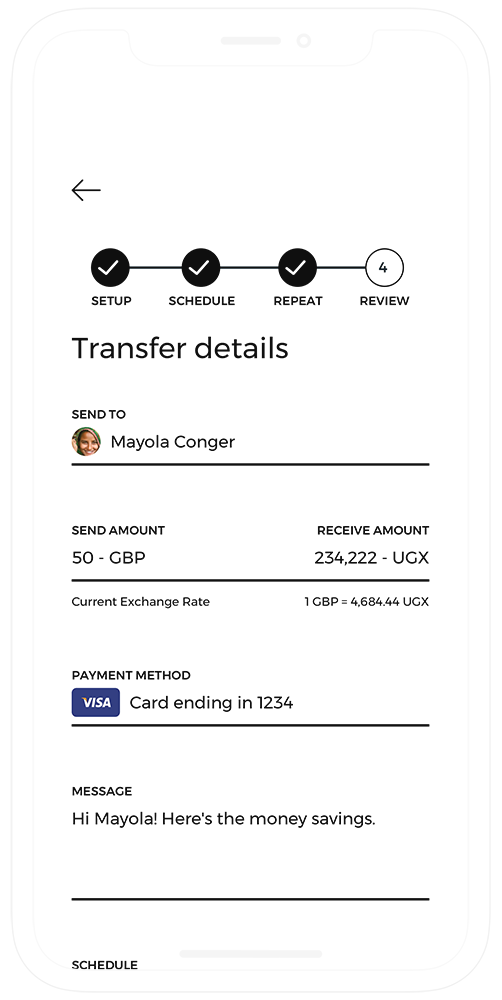 4
SETUP SCHEDULE REPEAT REVIEW
Transfer details
SEND TO
Mayola Conger
SEND AMOUNT RECEIVE AMOUNT
50 - GBP 234,222 - UGX
Current Exchange Rate 1 GBP = 4,684.44 UGX
PAYMENT METHOD
VISA Card ending in 1234
MESSAGE
Hi Mayola! Here's the money savings.
SCHEDULE